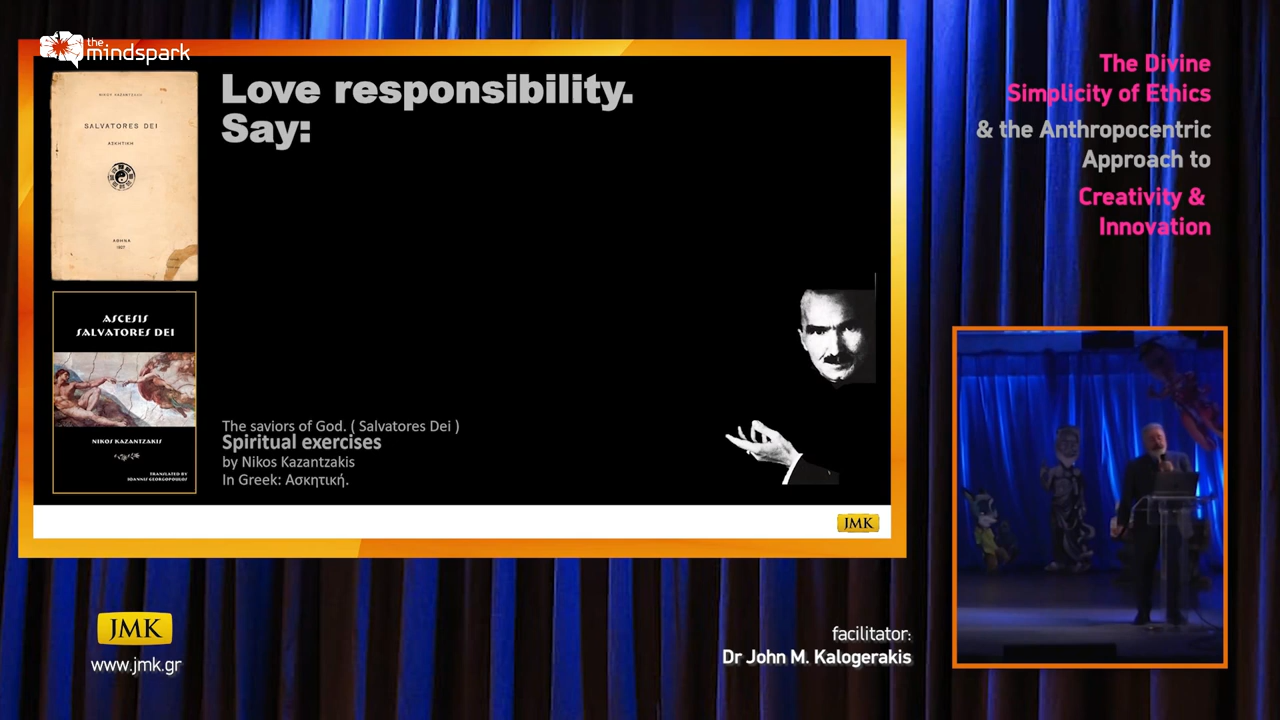 the
mindspark
ΝΙΚΟΥ ΚΑΖΑΝΤΖΑΚΗ
SALVATORES DEI
ΑΣΚΗΤΙΚΗ
ΑΘΗΝΑ
1927
Love responsibility.
Say:
ASCESIS
SALVATORES DEI
NIKOS KAZANTZAKIS
TRANSLATED BY
IOANNIS GEORGOPOULOS
The saviors of God. ( Salvatores Dei )
Spiritual exercises
by Nikos Kazantzakis
In Greek: Ασκητική.
JMK
The Divine
Simplicity of Ethics
& the Anthropocentric
Approach to
Creativity &
Innovation
JMK
www.jmk.gr
facilitator:
Dr John M. Kalogerakis